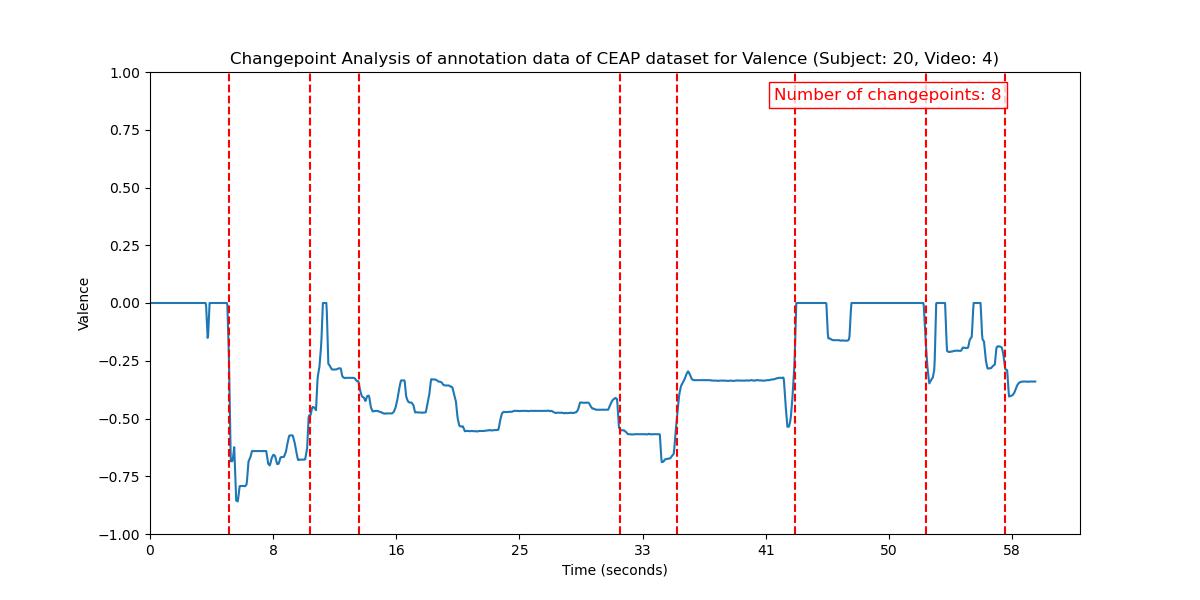 Changepoint Analysis of annotation data of CEAP dataset for Valence (Subject: 20, Video: 4)
Number of changepoints: 8
1.00
0.75
0.50
0.25
0.00
−0.25
−0.50
−0.75
−1.00
Valence
0 8 16 25 33 41 50 58
Time (seconds)